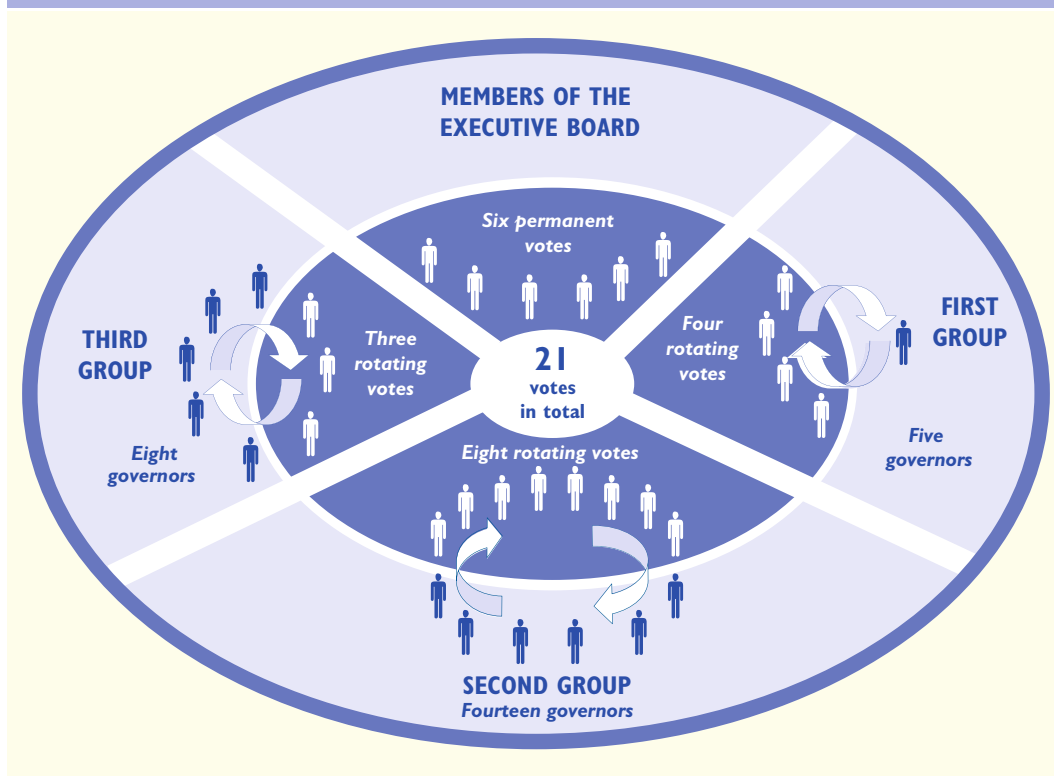 MEMBERS OF THE
EXECUTIVE BOARD
Six permanent
votes
THIRD
GROUP
Eight
governors
Three
rotating
votes
21
votes
in total
Four
rotating
votes
FIRST
GROUP
Five
governors
Eight rotating votes
SECOND GROUP
Fourteen governors